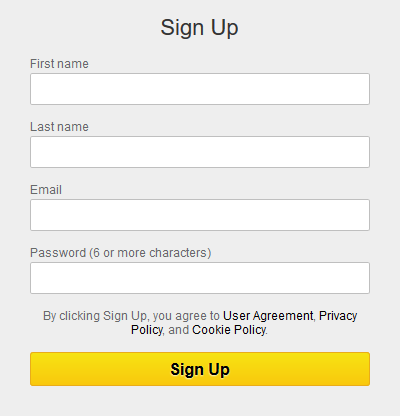 Sign Up
First name
Last name
Email
Password (6 or more characters)
By clicking Sign Up, you agree to User Agreement, Privacy
Policy, and Cookie Policy.
Sign Up